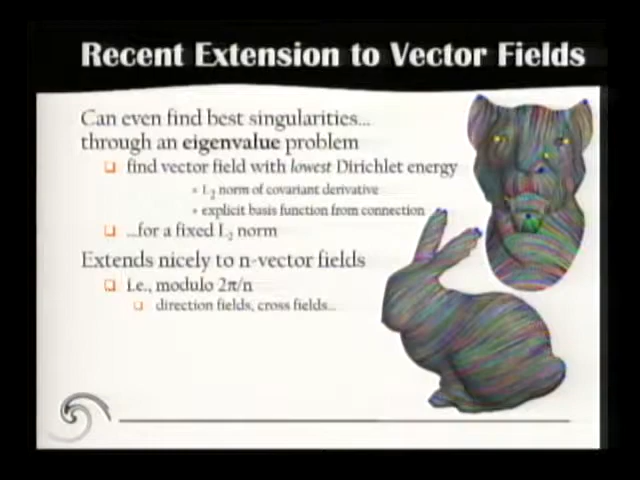 Recent Extension to Vector Fields
Can even find best singularities...
through an eigenvalue problem
find vector field with lowest Dirichlet energy
L₂ norm of covariant derivative
explicit basis function from connection
...for a fixed L₂ norm
Extends nicely to n-vector fields
i.e., modulo 2π/n
direction fields, cross fields...